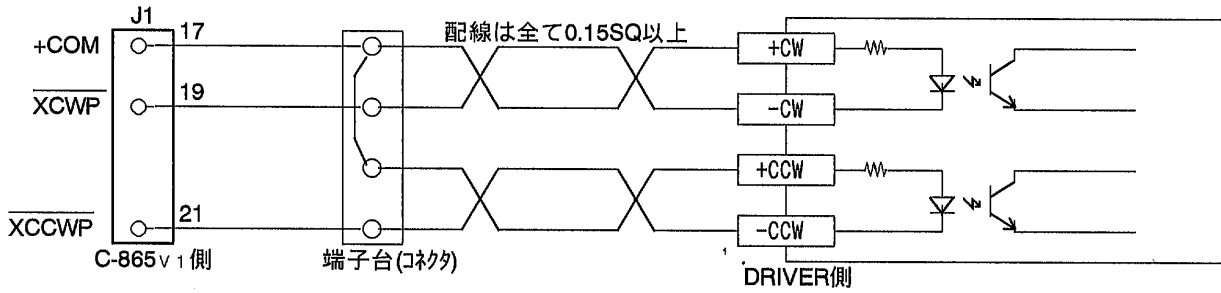 J1
+COM 17 配線は全て0.15SQ以上 +CW
XCWP 19 -CW
+CCW
XCCWP 21 -CCW
C-865V1側 端子台(コネクタ) DRIVER側
1